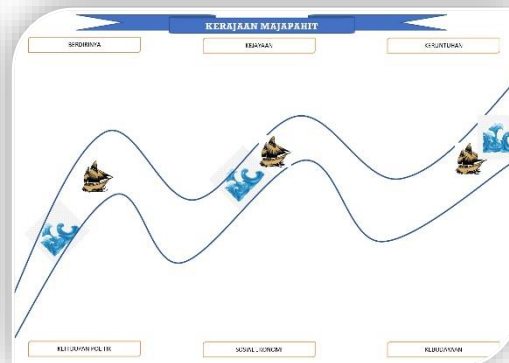 KERAJAAN MAJAPAHIT
BERDIRINYA
KEJAYAAN
KERUNTUHAN
KEHIDUPAN POLITIK
SOSIAL EKONOMI
KEBUDAYAAN